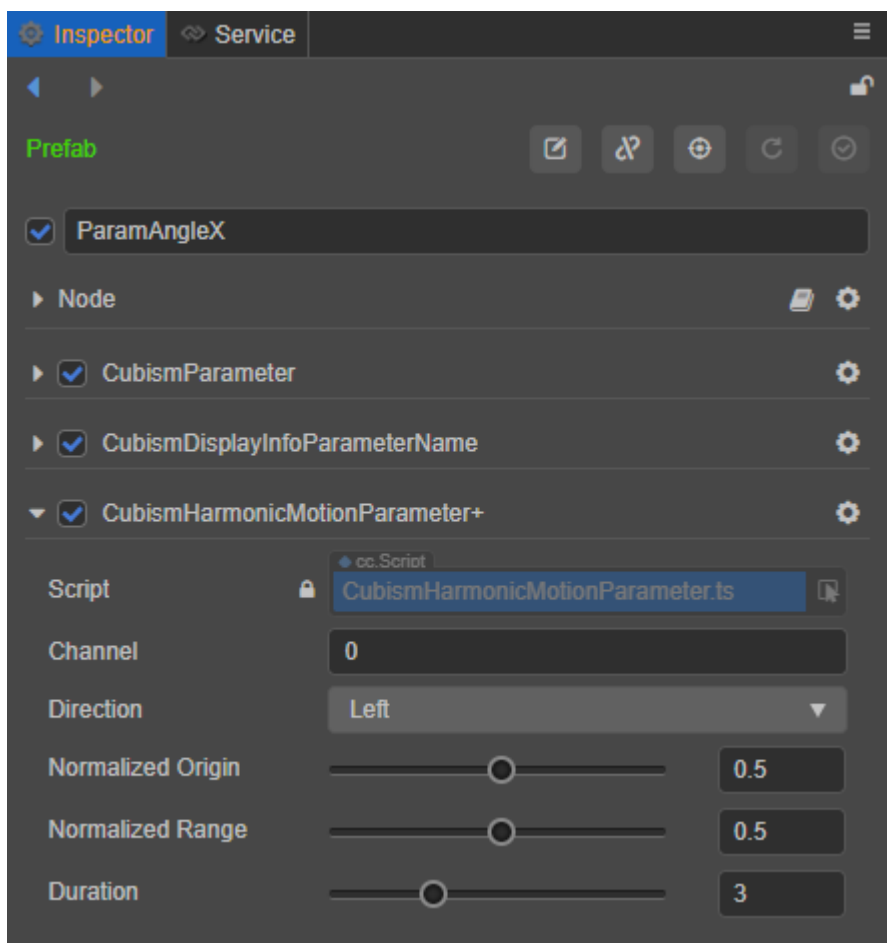 Inspector Service
Prefab
ParamAngleX
Node
CubismParameter
CubismDisplayInfoParameterName
CubismHarmonicMotionParameter+
cc.Script
Script CubismHarmonicMotionParameter.ts
Channel 0
Direction Left
Normalized Origin 0.5
Normalized Range 0.5
Duration 3